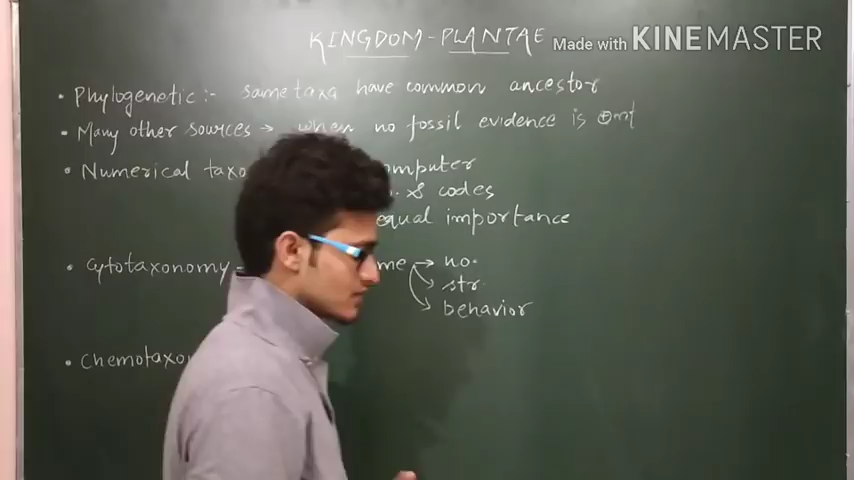 KINGDOM - PLANTAE
Made with KINEMASTER
• Phylogenetic :- same taxa have common ancestor
• Many other sources → when no fossil evidence is
• Numerical taxo omputer
& codes
equal importance
• Cytotaxonomy - me → no.
→ str.
→ behavior
• Chemotaxon